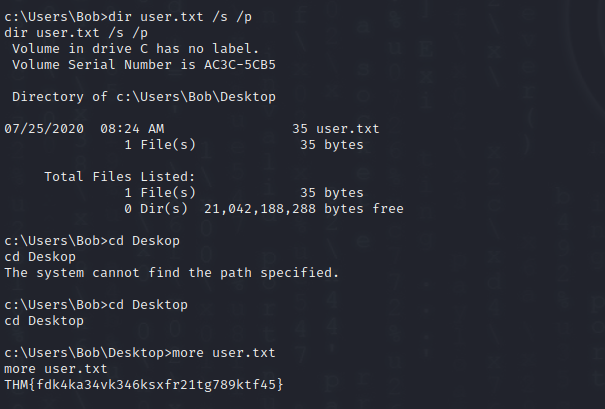 c:\Users\Bob>dir user.txt /s /p
dir user.txt /s /p
 Volume in drive C has no label.
 Volume Serial Number is AC3C-5CB5

 Directory of c:\Users\Bob\Desktop

07/25/2020  08:24 AM                35 user.txt
               1 File(s)             35 bytes

     Total Files Listed:
               1 File(s)             35 bytes
               0 Dir(s)  21,042,188,288 bytes free

c:\Users\Bob>cd Deskop
cd Deskop
The system cannot find the path specified.

c:\Users\Bob>cd Desktop
cd Desktop

c:\Users\Bob\Desktop>more user.txt
more user.txt
THM{fdk4ka34vk346ksxfr21tg789ktf45}